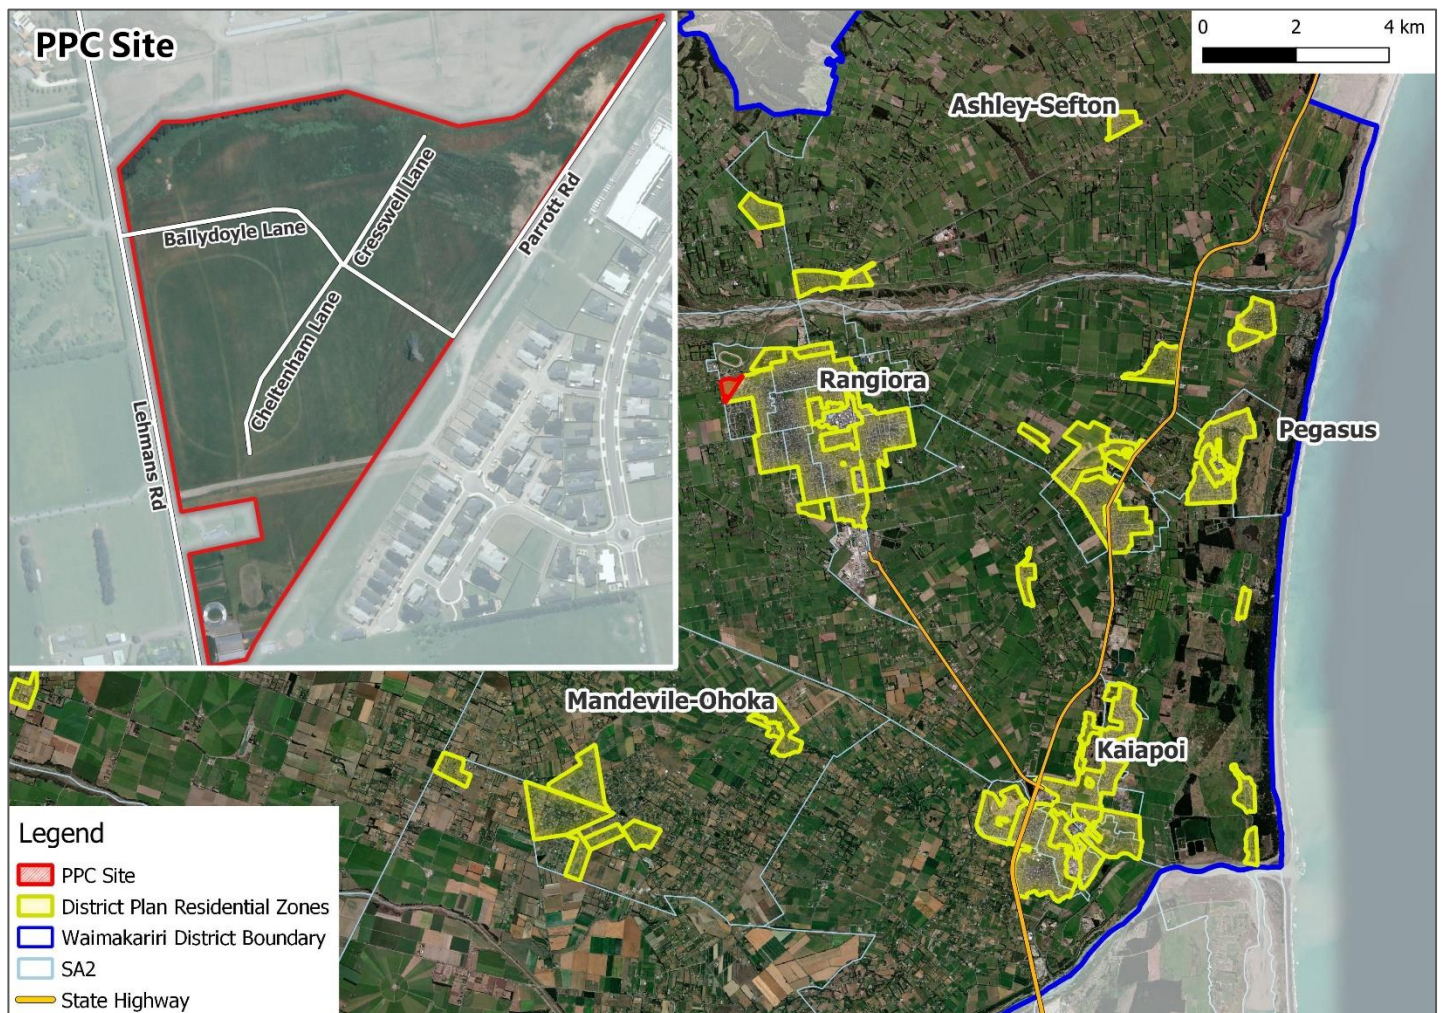 PPC Site
0 2 4 km
Ashley-Sefton
Ballydoyle Lane
Cresswell Lane
Parrott Rd
Cheltenham Lane
Lehmans Rd
Rangiora
Pegasus
Mandevile-Ohoka
Kaiapoi
Legend
PPC Site
District Plan Residential Zones
Waimakariri District Boundary
SA2
State Highway